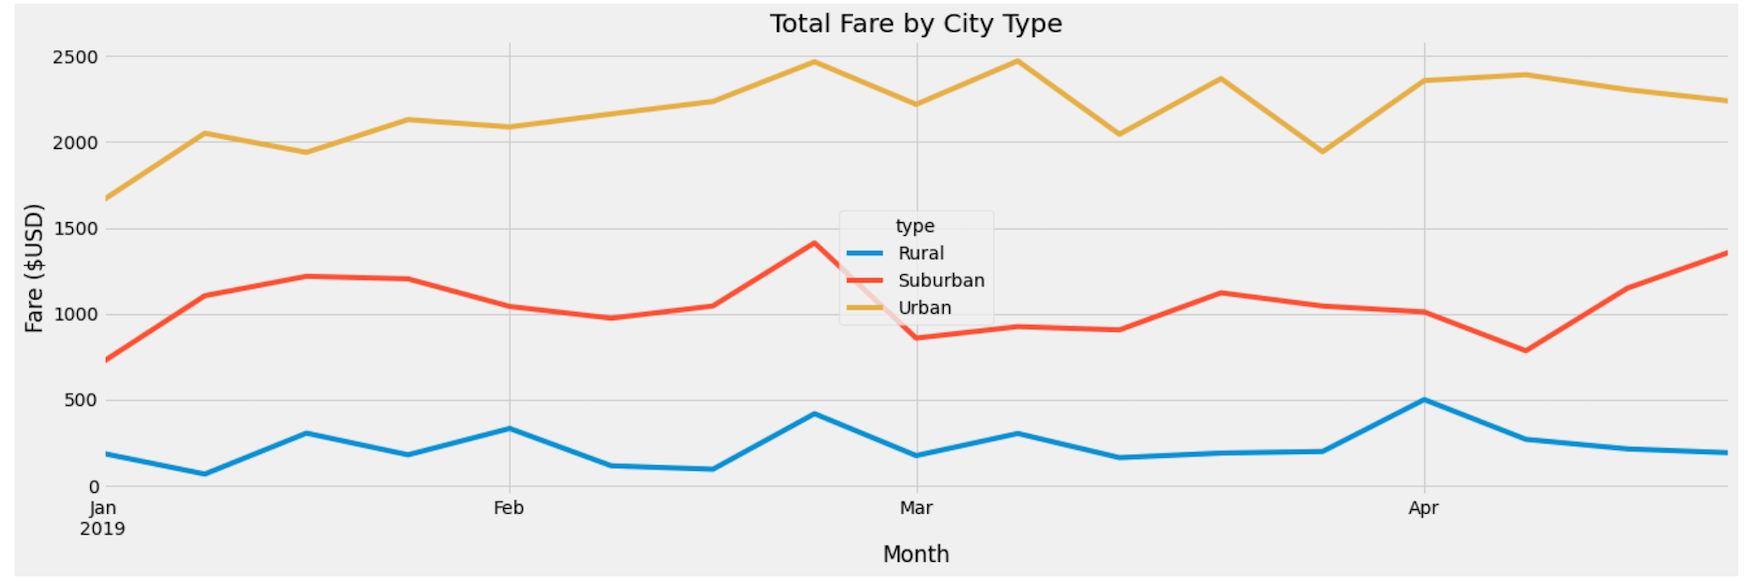 Total Fare by City Type
Fare ($USD)
2500
2000
1500
1000
500
0
type
Rural
Suburban
Urban
Jan
2019
Feb
Mar
Apr
Month